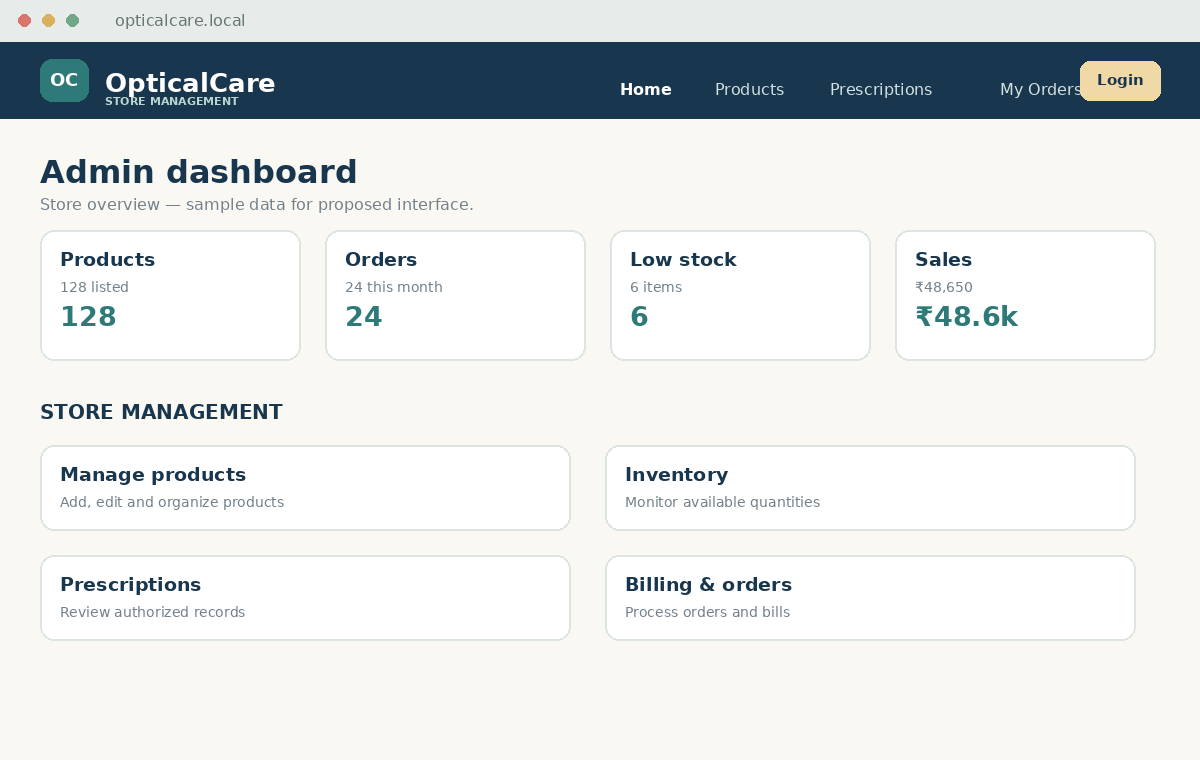 opticalcare.local
OC
OpticalCare
STORE MANAGEMENT
Home Products Prescriptions My Orders Login
Admin dashboard
Store overview — sample data for proposed interface.
Products
128 listed
128
Orders
24 this month
24
Low stock
6 items
6
Sales
₹48,650
₹48.6k
STORE MANAGEMENT
Manage products
Add, edit and organize products
Inventory
Monitor available quantities
Prescriptions
Review authorized records
Billing & orders
Process orders and bills